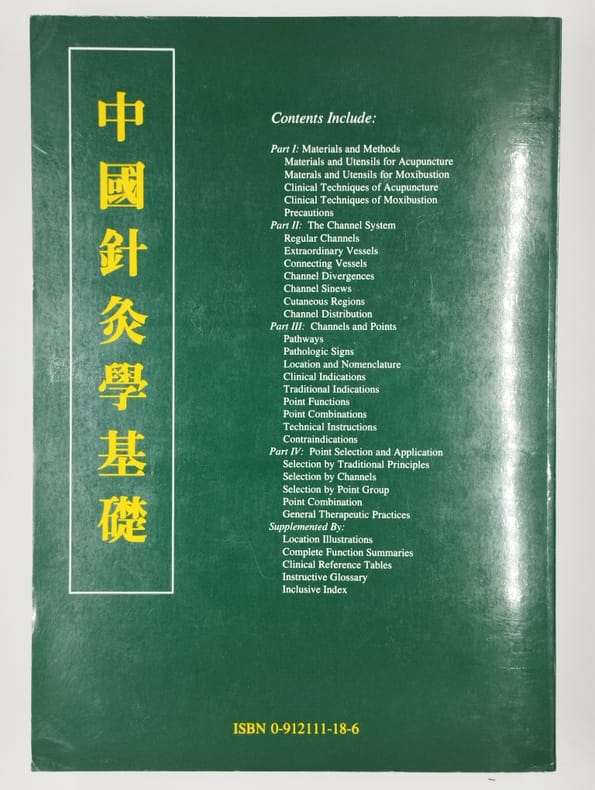 中國針灸學基礎
Contents Include:
Part I: Materials and Methods
Materials and Utensils for Acupuncture
Materals and Utensils for Moxibustion
Clinical Techniques of Acupuncture
Clinical Techniques of Moxibustion
Precautions
Part II: The Channel System
Regular Channels
Extraordinary Vessels
Connecting Vessels
Channel Divergences
Channel Sinews
Cutaneous Regions
Channel Distribution
Part III: Channels and Points
Pathways
Pathologic Signs
Location and Nomenclature
Clinical Indications
Traditional Indications
Point Functions
Point Combinations
Technical Instructions
Contraindications
Part IV: Point Selection and Application
Selection by Traditional Principles
Selection by Channels
Selection by Point Group
Point Combination
General Therapeutic Practices
Supplemented By:
Location Illustrations
Complete Function Summaries
Clinical Reference Tables
Instructive Glossary
Inclusive Index
ISBN 0-912111-18-6